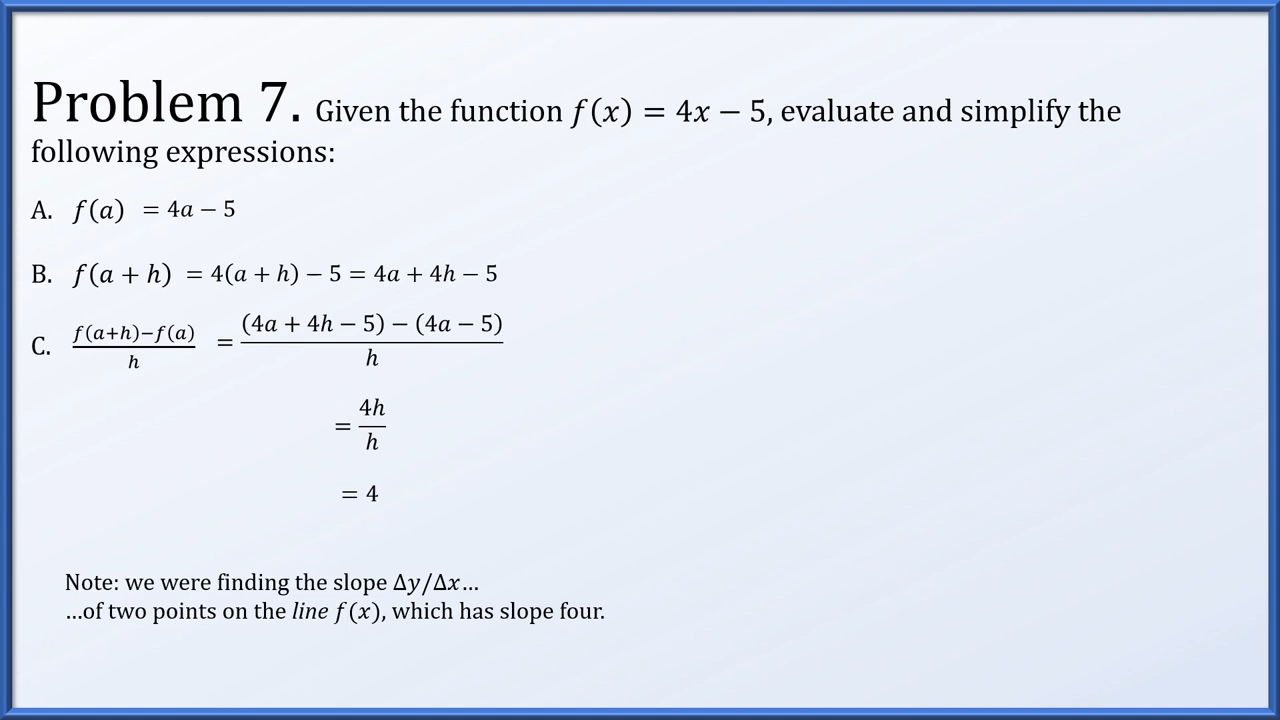 Problem 7. Given the function f(x) = 4x − 5, evaluate and simplify the
following expressions:
A. f(a) = 4a − 5
B. f(a + h) = 4(a + h) − 5 = 4a + 4h − 5
C. f(a+h)−f(a) / h = (4a + 4h − 5) − (4a − 5) / h
= 4h / h
= 4
Note: we were finding the slope Δy/Δx…
…of two points on the line f(x), which has slope four.